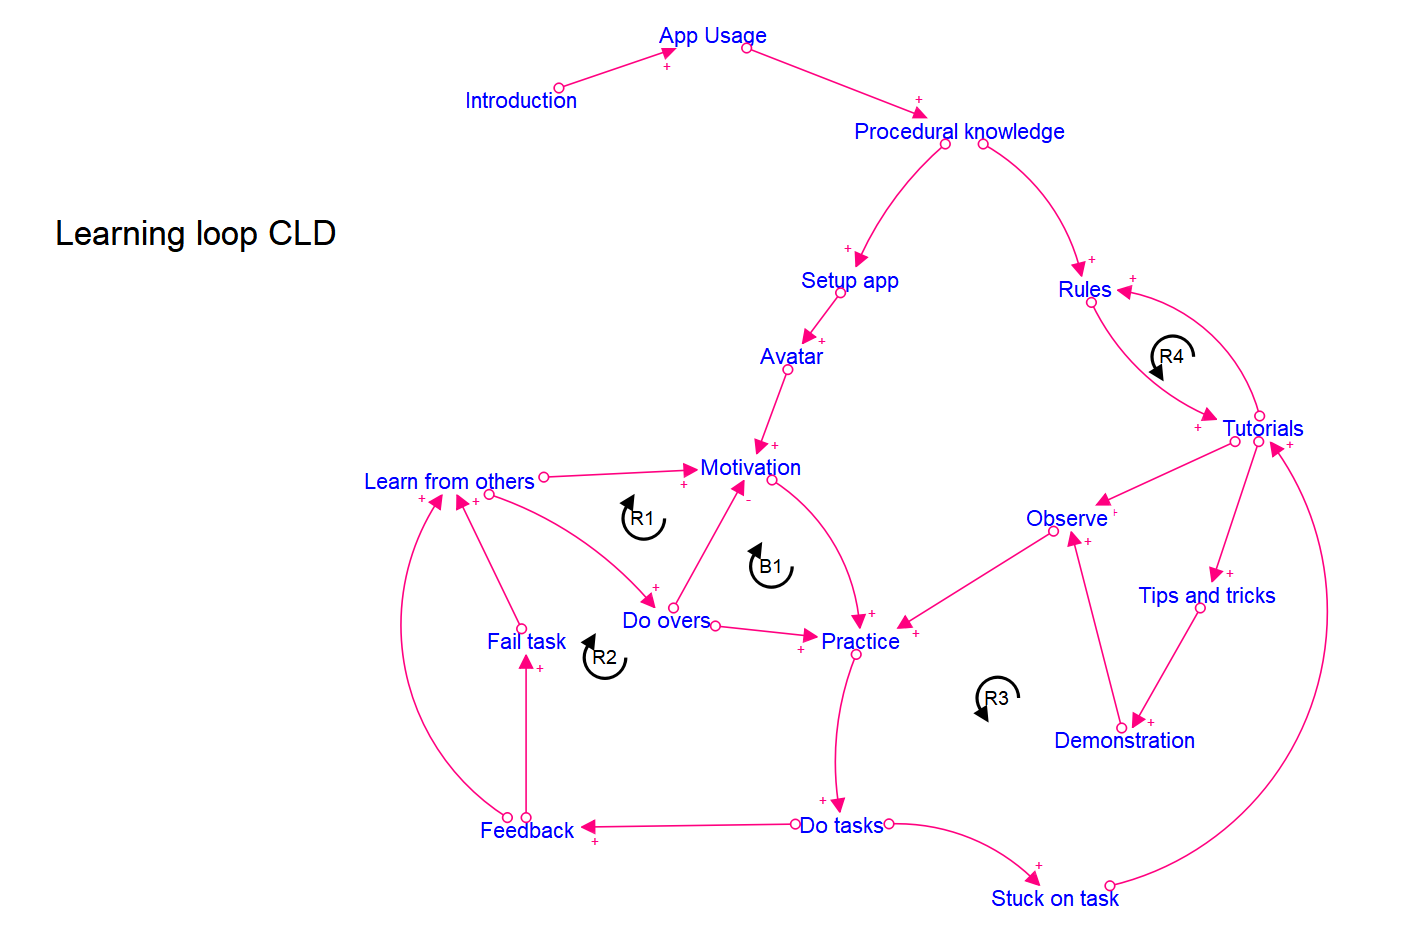 App Usage
+
Introduction
+
Procedural knowledge
Learning loop CLD
+
+
+
Setup app
Rules
+
Avatar
R4
+
Tutorials
+
+
Motivation
Learn from others
+
+
+
-
R1
Observe
+
+
B1
+
+
Tips and tricks
+
Do overs
+
+
Fail task
Practice
+
R2
+
R3
+
Demonstration
+
Do tasks
Feedback
+
+
Stuck on task